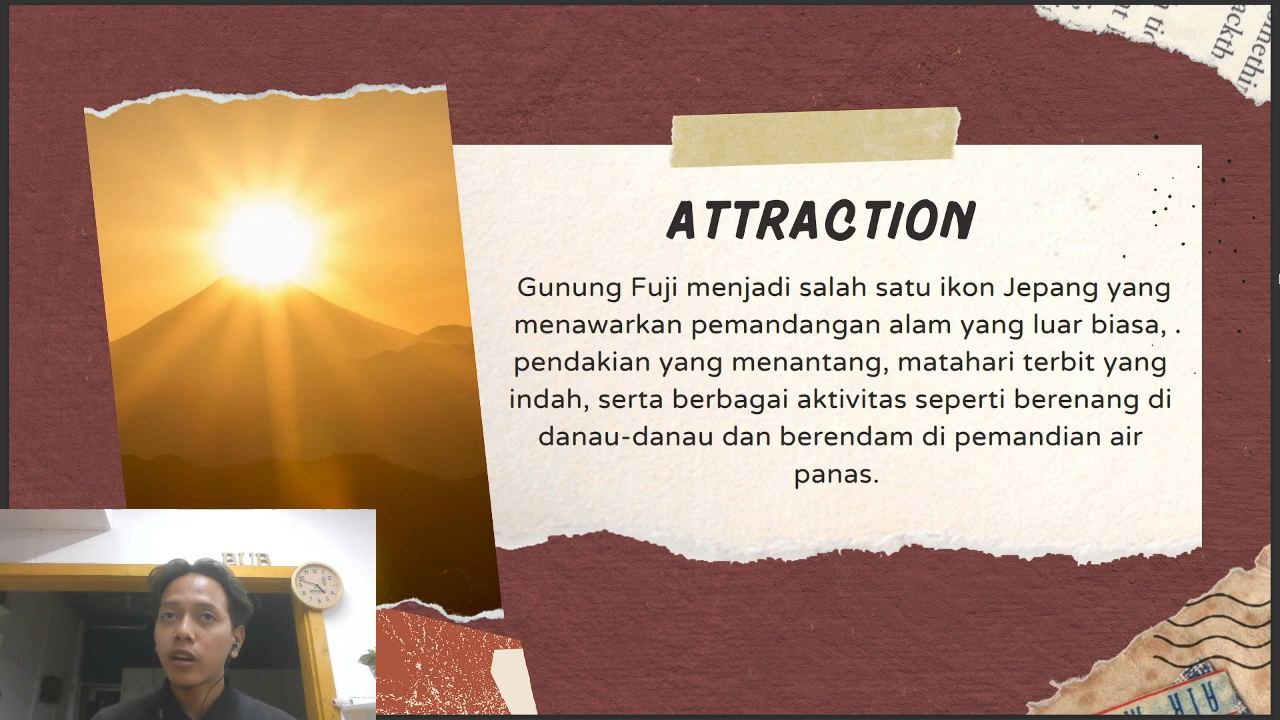 ATTRACTION
Gunung Fuji menjadi salah satu ikon Jepang yang
menawarkan pemandangan alam yang luar biasa, .
pendakian yang menantang, matahari terbit yang
indah, serta berbagai aktivitas seperti berenang di
danau-danau dan berendam di pemandian air
panas.